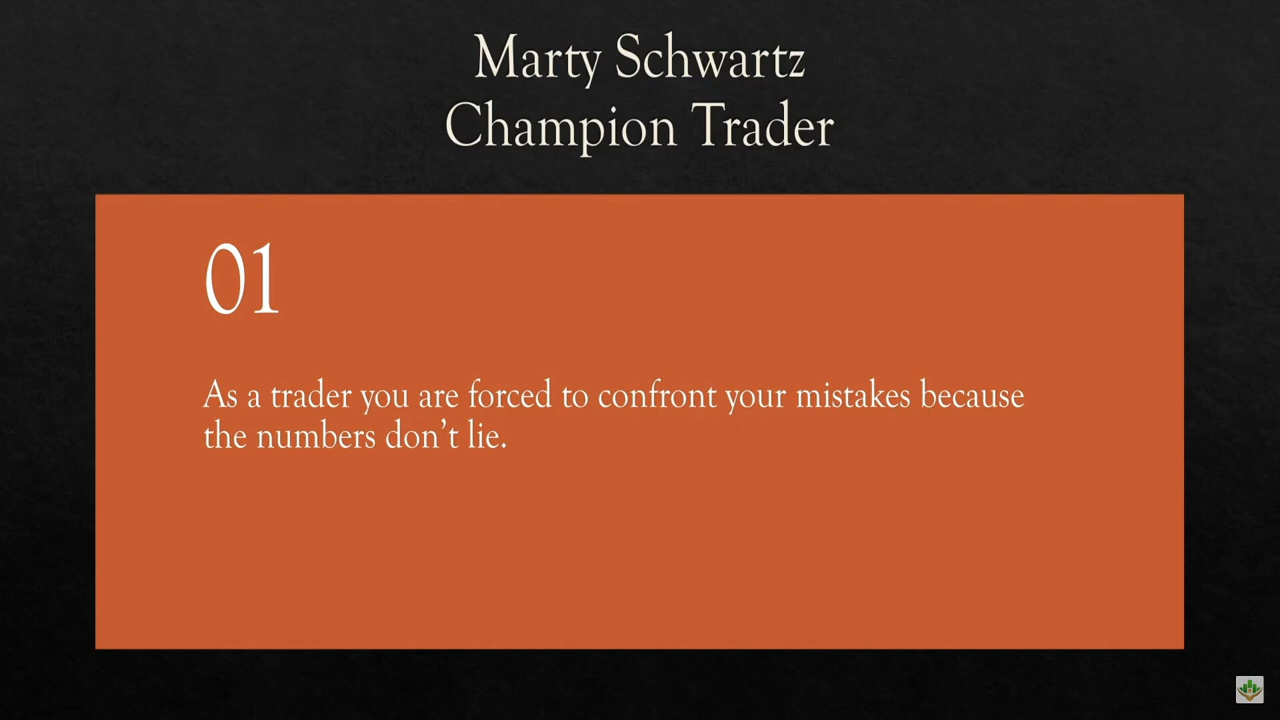 Marty Schwartz
Champion Trader
01
As a trader you are forced to confront your mistakes because
the numbers don’t lie.